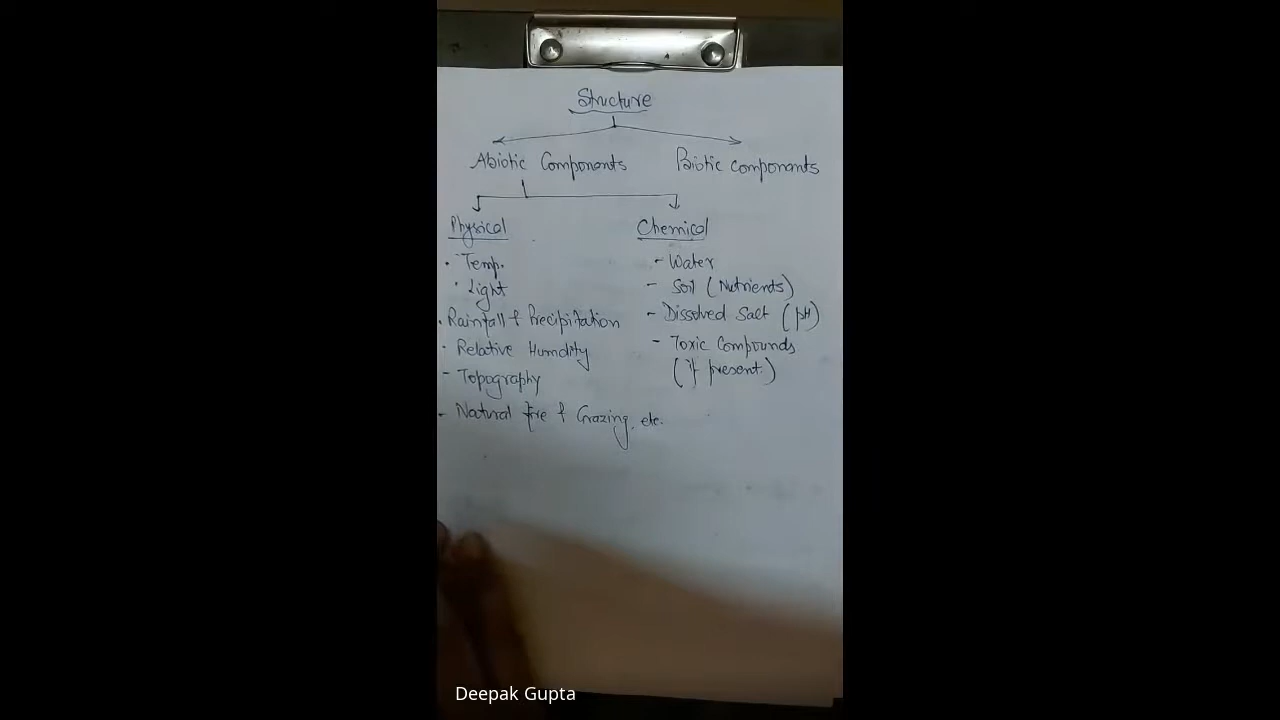 Structure
Abiotic Components
Biotic Components
Physical
• Temp.
• Light
• Rainfall & Precipitation
• Relative Humdity
- Topography
- Natural fire & Grazing, etc.
Chemical
- Water
- Soil (Nutrients)
- Dissolved Salt (pH)
- Toxic Compounds
(if present.)
Deepak Gupta